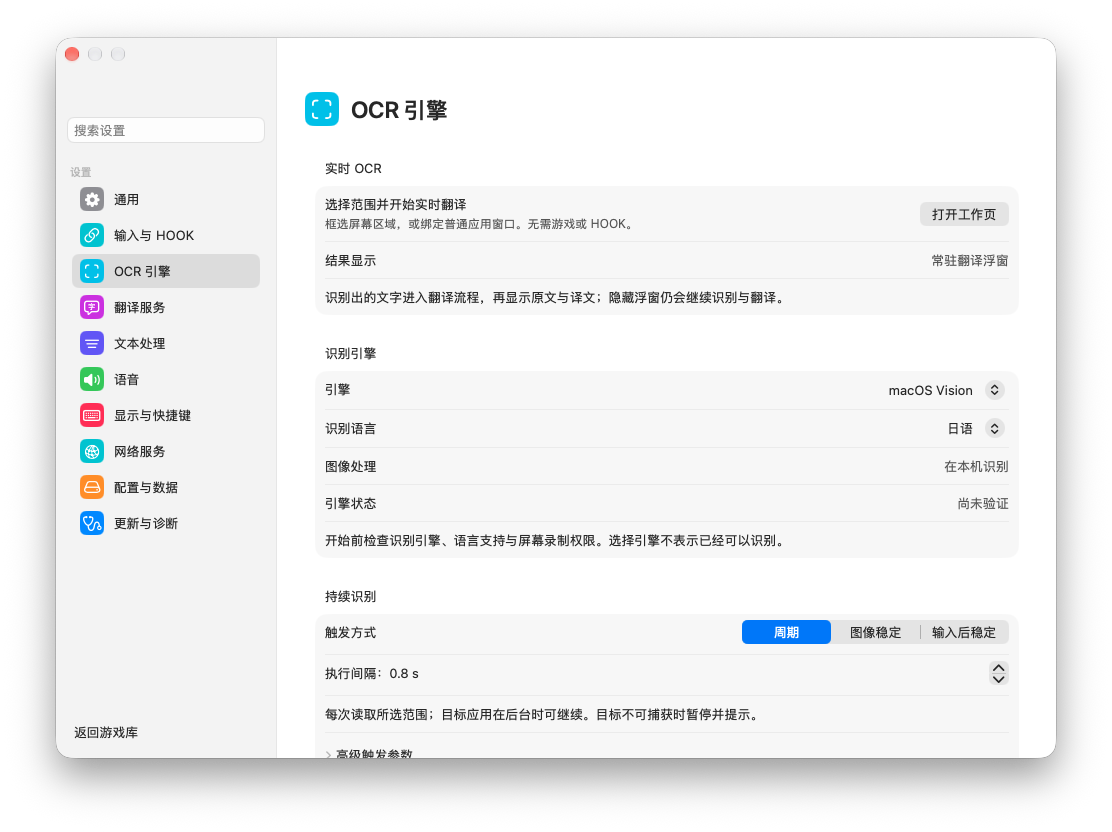 搜索设置
设置
通用
输入与 HOOK
OCR 引擎
翻译服务
文本处理
语音
显示与快捷键
网络服务
配置与数据
更新与诊断
返回游戏库
OCR 引擎
实时 OCR
选择范围并开始实时翻译
框选屏幕区域，或绑定普通应用窗口。无需游戏或 HOOK。
打开工作页
结果显示
常驻翻译浮窗
识别出的文字进入翻译流程，再显示原文与译文；隐藏浮窗仍会继续识别与翻译。
识别引擎
引擎
macOS Vision
识别语言
日语
图像处理
在本机识别
引擎状态
尚未验证
开始前检查识别引擎、语言支持与屏幕录制权限。选择引擎不表示已经可以识别。
持续识别
触发方式
周期
图像稳定
输入后稳定
执行间隔：0.8 s
每次读取所选范围；目标应用在后台时可继续。目标不可捕获时暂停并提示。
高级触发参数